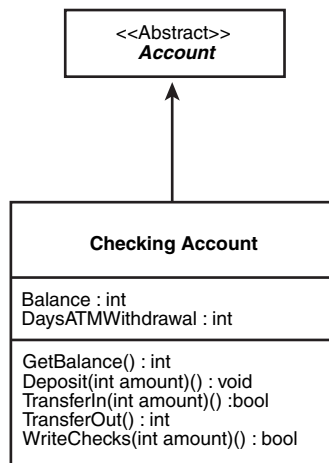 <<Abstract>>
Account
Checking Account
Balance : int
DaysATMWithdrawal : int
GetBalance() : int
Deposit(int amount)() : void
TransferIn(int amount)() :bool
TransferOut() : int
WriteChecks(int amount)() : bool